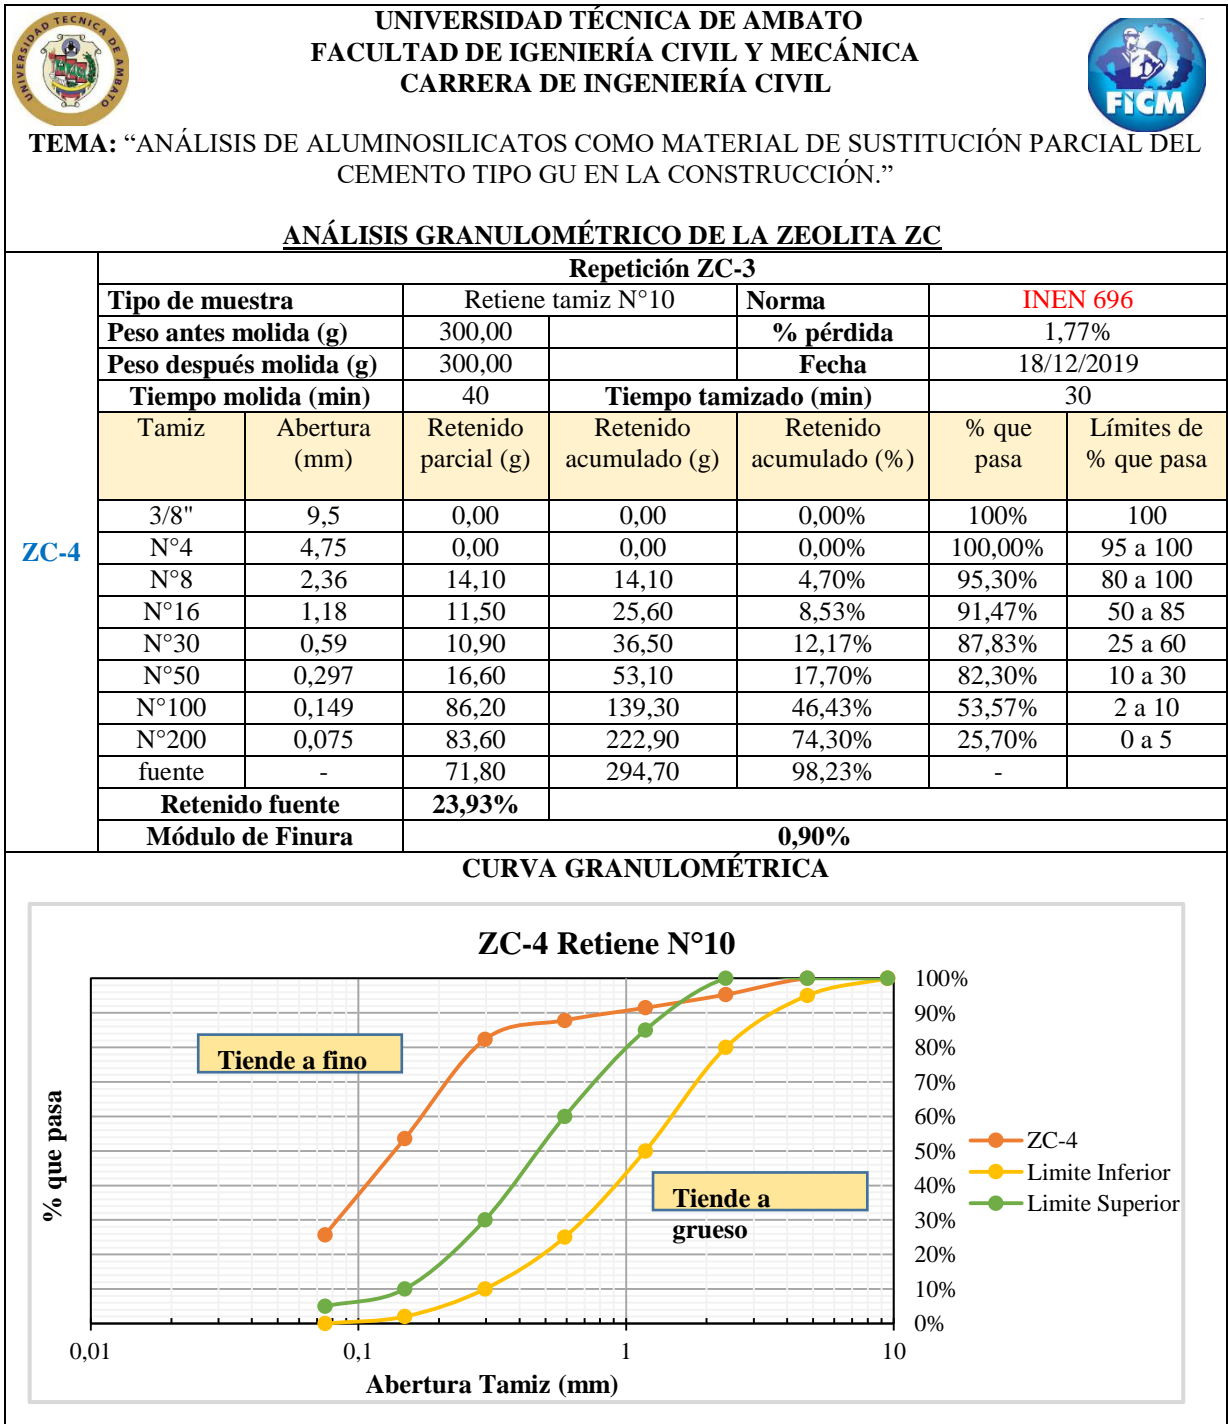 UNIVERSIDAD TÉCNICA DE AMBATO
FACULTAD DE IGENIERÍA CIVIL Y MECÁNICA
CARRERA DE INGENIERÍA CIVIL
UNIVERSIDAD TECNICA DE AMBATO
FICM
TEMA: “ANÁLISIS DE ALUMINOSILICATOS COMO MATERIAL DE SUSTITUCIÓN PARCIAL DEL
CEMENTO TIPO GU EN LA CONSTRUCCIÓN.”
ANÁLISIS GRANULOMÉTRICO DE LA ZEOLITA ZC
ZC-4
Repetición ZC-3
Tipo de muestra Retiene tamiz N°10 Norma INEN 696
Peso antes molida (g) 300,00 % pérdida 1,77%
Peso después molida (g) 300,00 Fecha 18/12/2019
Tiempo molida (min) 40 Tiempo tamizado (min) 30
Tamiz Abertura Retenido Retenido Retenido % que Límites de
(mm) parcial (g) acumulado (g) acumulado (%) pasa % que pasa
3/8" 9,5 0,00 0,00 0,00% 100% 100
N°4 4,75 0,00 0,00 0,00% 100,00% 95 a 100
N°8 2,36 14,10 14,10 4,70% 95,30% 80 a 100
N°16 1,18 11,50 25,60 8,53% 91,47% 50 a 85
N°30 0,59 10,90 36,50 12,17% 87,83% 25 a 60
N°50 0,297 16,60 53,10 17,70% 82,30% 10 a 30
N°100 0,149 86,20 139,30 46,43% 53,57% 2 a 10
N°200 0,075 83,60 222,90 74,30% 25,70% 0 a 5
fuente - 71,80 294,70 98,23% -
Retenido fuente 23,93%
Módulo de Finura 0,90%
CURVA GRANULOMÉTRICA
ZC-4 Retiene N°10
% que pasa
Tiende a fino
Tiende a
grueso
100%
90%
80%
70%
60%
50%
40%
30%
20%
10%
0%
ZC-4
Limite Inferior
Limite Superior
0,01 0,1 1 10
Abertura Tamiz (mm)